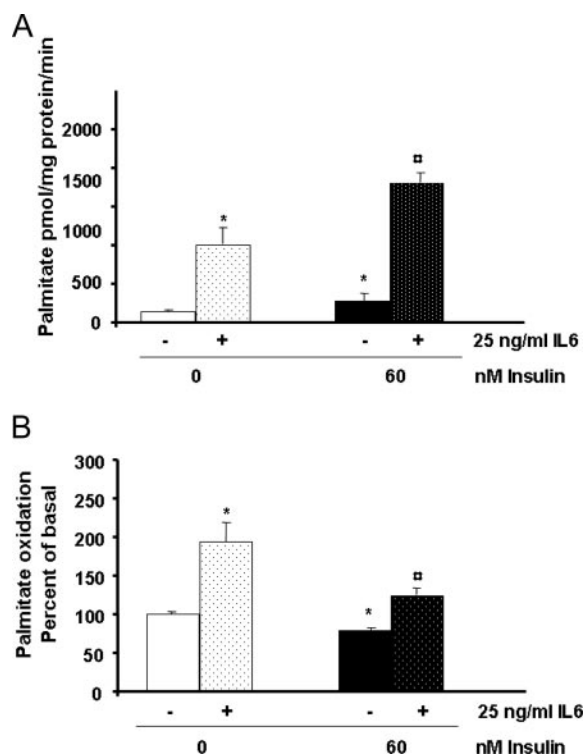 A
Palmitate pmol/mg protein/min
2000
1500
1000
500
0
*
*
¤
- + - + 25 ng/ml IL6
0 60 nM Insulin
B
Palmitate oxidation
Percent of basal
300
250
200
150
100
50
0
*
*
¤
- + - + 25 ng/ml IL6
0 60 nM Insulin